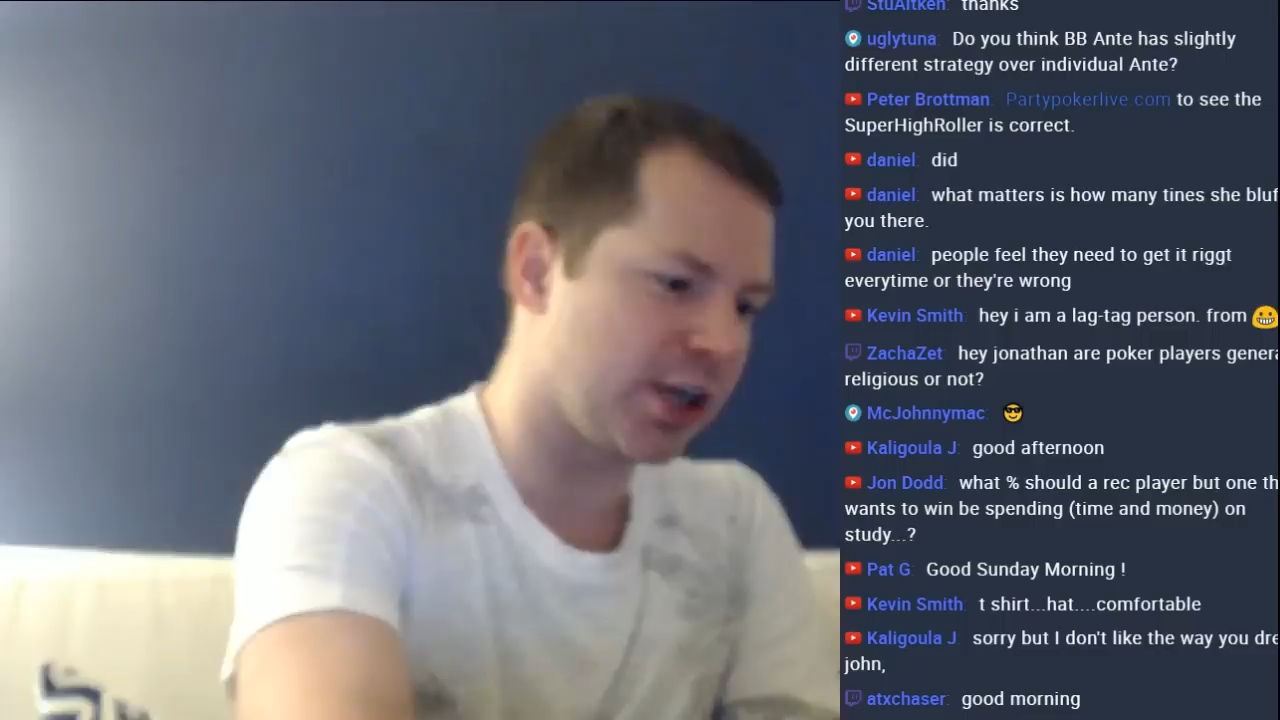 StuAitken: thanks
uglytuna: Do you think BB Ante has slightly
different strategy over individual Ante?
Peter Brottman: Partypokerlive.com to see the
SuperHighRoller is correct.
daniel: did
daniel: what matters is how many tines she bluf
you there.
daniel: people feel they need to get it riggt
everytime or they're wrong
Kevin Smith: hey i am a lag-tag person. from
ZachaZet: hey jonathan are poker players genera
religious or not?
McJohnnymac:
Kaligoula J: good afternoon
Jon Dodd: what % should a rec player but one th
wants to win be spending (time and money) on
study...?
Pat G: Good Sunday Morning !
Kevin Smith: t shirt...hat....comfortable
Kaligoula J: sorry but I don't like the way you dre
john,
atxchaser: good morning